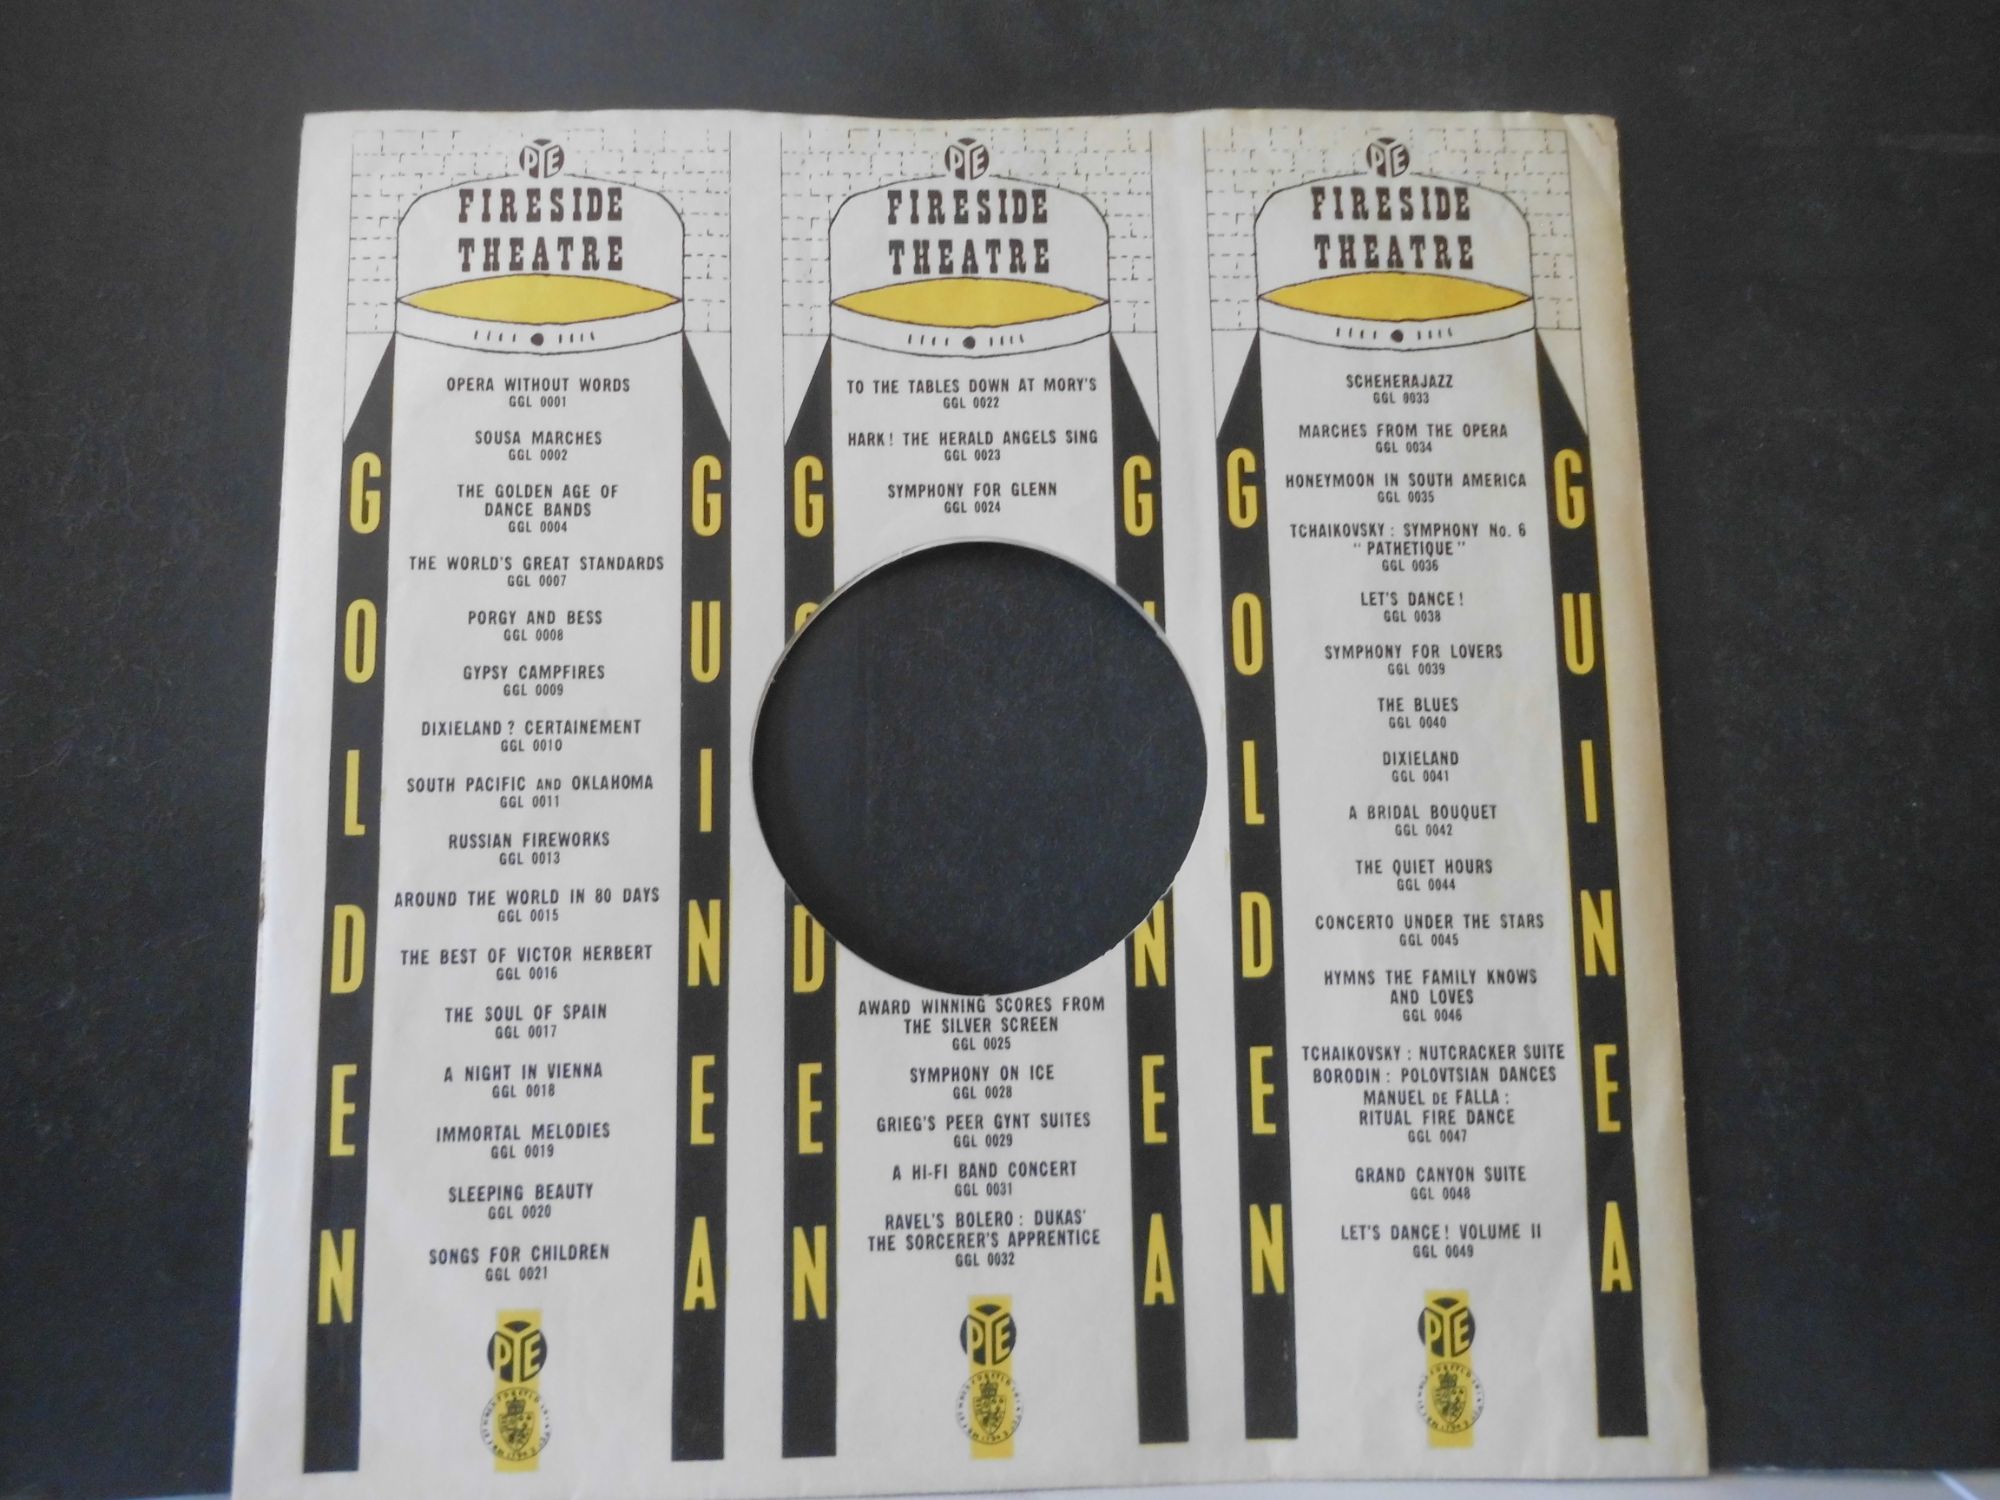 PYE
FIRESIDE
THEATRE
OPERA WITHOUT WORDS
GGL 0001
SOUSA MARCHES
GGL 0002
THE GOLDEN AGE OF
DANCE BANDS
GGL 0004
THE WORLD'S GREAT STANDARDS
GGL 0007
PORGY AND BESS
GGL 0008
GYPSY CAMPFIRES
GGL 0009
DIXIELAND? CERTAINEMENT
GGL 0010
SOUTH PACIFIC AND OKLAHOMA
GGL 0011
RUSSIAN FIREWORKS
GGL 0013
AROUND THE WORLD IN 80 DAYS
GGL 0015
THE BEST OF VICTOR HERBERT
GGL 0016
THE SOUL OF SPAIN
GGL 0017
A NIGHT IN VIENNA
GGL 0018
IMMORTAL MELODIES
GGL 0019
SLEEPING BEAUTY
GGL 0020
SONGS FOR CHILDREN
GGL 0021
GOLDEN
GUINEA
PYE
PYE
FIRESIDE
THEATRE
TO THE TABLES DOWN AT MORY'S
GGL 0022
HARK! THE HERALD ANGELS SING
GGL 0023
SYMPHONY FOR GLENN
GGL 0024
AWARD WINNING SCORES FROM
THE SILVER SCREEN
GGL 0025
SYMPHONY ON ICE
GGL 0028
GRIEG'S PEER GYNT SUITES
GGL 0029
A HI-FI BAND CONCERT
GGL 0031
RAVEL'S BOLERO: DUKAS'
THE SORCERER'S APPRENTICE
GGL 0032
G
DEN
G
NEA
PYE
PYE
FIRESIDE
THEATRE
SCHEHERAJAZZ
GGL 0033
MARCHES FROM THE OPERA
GGL 0034
HONEYMOON IN SOUTH AMERICA
GGL 0035
TCHAIKOVSKY: SYMPHONY No. 6
"PATHETIQUE"
GGL 0036
LET'S DANCE!
GGL 0038
SYMPHONY FOR LOVERS
GGL 0039
THE BLUES
GGL 0040
DIXIELAND
GGL 0041
A BRIDAL BOUQUET
GGL 0042
THE QUIET HOURS
GGL 0044
CONCERTO UNDER THE STARS
GGL 0045
HYMNS THE FAMILY KNOWS
AND LOVES
GGL 0046
TCHAIKOVSKY: NUTCRACKER SUITE
BORODIN: POLOVTSIAN DANCES
MANUEL DE FALLA:
RITUAL FIRE DANCE
GGL 0047
GRAND CANYON SUITE
GGL 0048
LET'S DANCE! VOLUME II
GGL 0049
GOLDEN
GUINEA
PYE